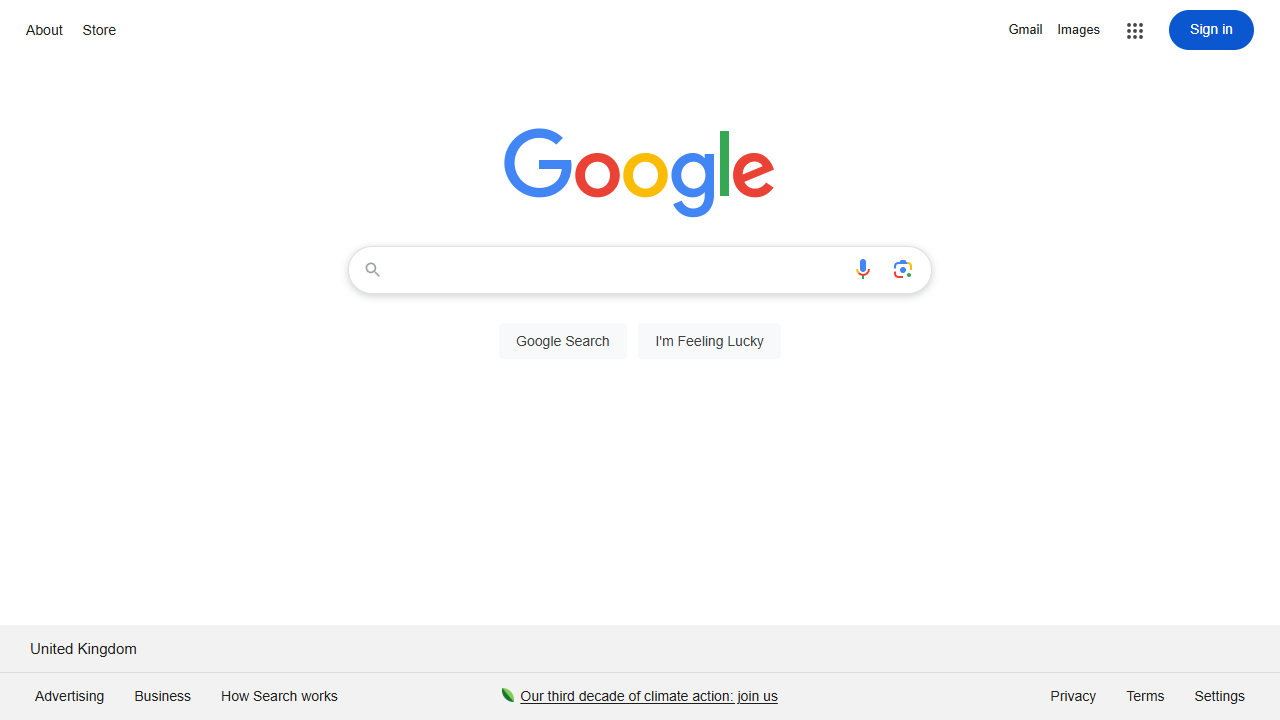 About Store Gmail Images Sign in
Google
Google Search I'm Feeling Lucky
United Kingdom
Advertising Business How Search works Our third decade of climate action: join us Privacy Terms Settings